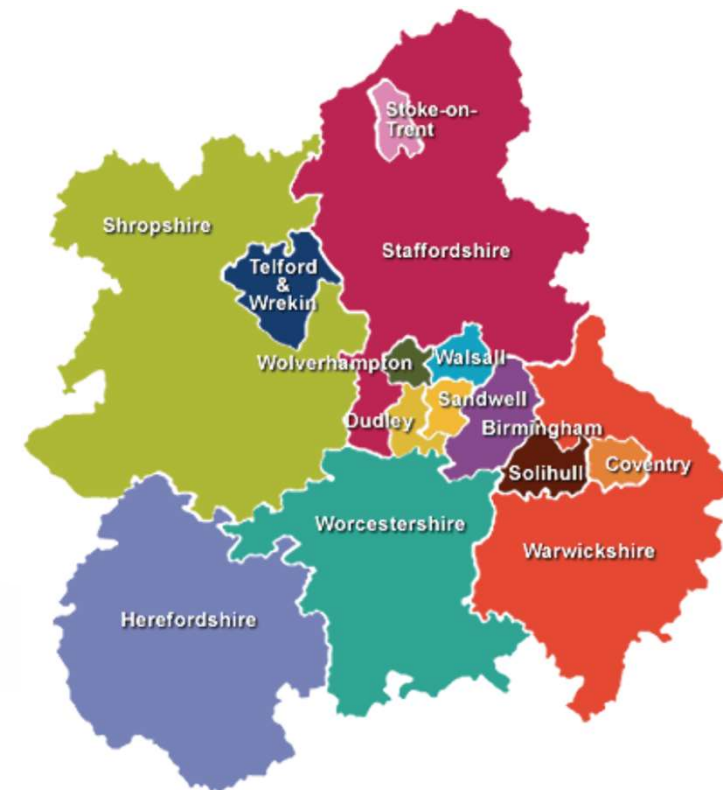 Stoke-on-
Trent
Shropshire
Staffordshire
Telford
&
Wrekin
Wolverhampton
Walsall
Sandwell
Dudley
Birmingham
Solihull
Coventry
Worcestershire
Warwickshire
Herefordshire